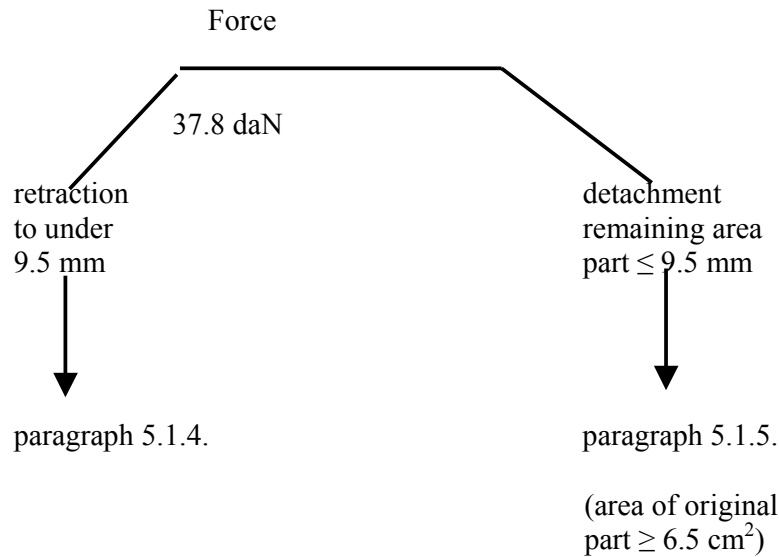 Force
37.8 daN
retraction
to under
9.5 mm
detachment
remaining area
part ≤ 9.5 mm
paragraph 5.1.4.
paragraph 5.1.5.
(area of original
part ≥ 6.5 cm²)